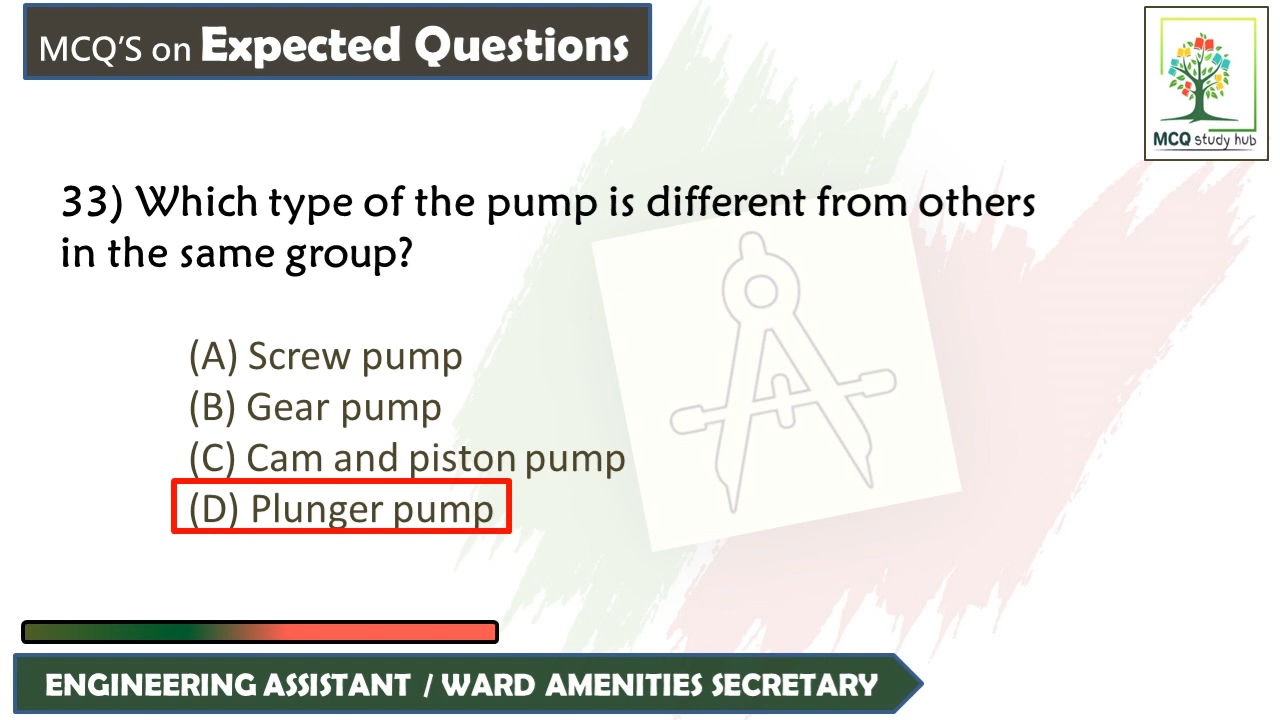 MCQ'S on Expected Questions
MCQ study hub
33) Which type of the pump is different from others
in the same group?
(A) Screw pump
(B) Gear pump
(C) Cam and piston pump
(D) Plunger pump
ENGINEERING ASSISTANT / WARD AMENITIES SECRETARY